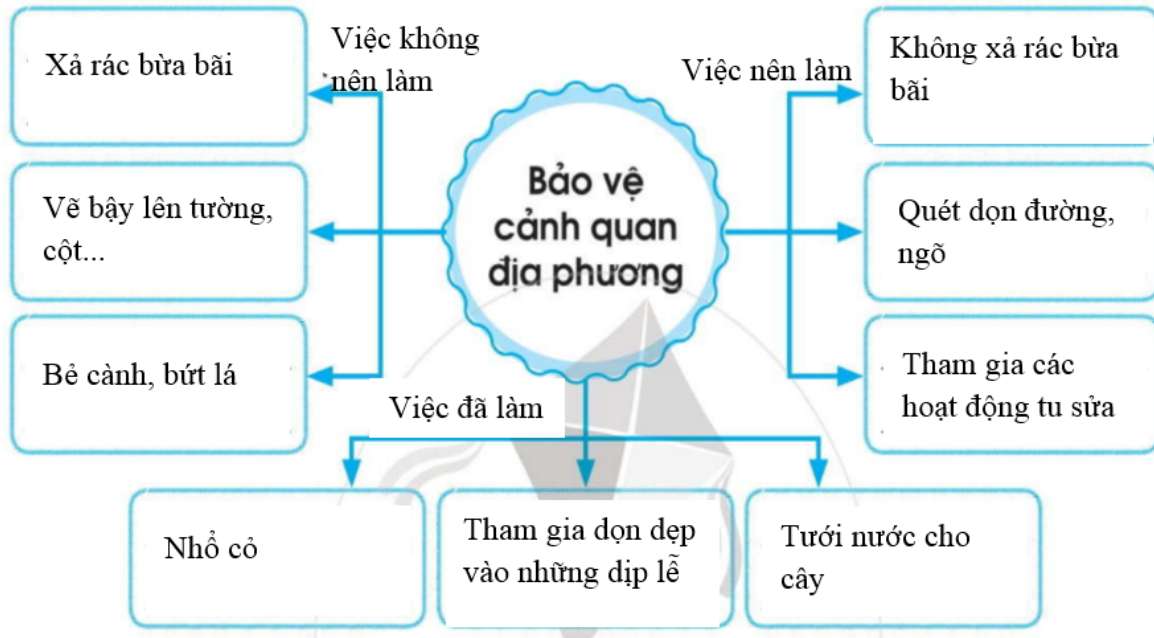 Việc không
nên làm
Xả rác bừa bãi
Vẽ bậy lên tường,
cột...
Bẻ cành, bứt lá
Bảo vệ
cảnh quan
địa phương
Việc nên làm
Không xả rác bừa
bãi
Quét dọn đường,
ngõ
Tham gia các
hoạt động tu sửa
Việc đã làm
Nhổ cỏ
Tham gia dọn dẹp
vào những dịp lễ
Tưới nước cho
cây